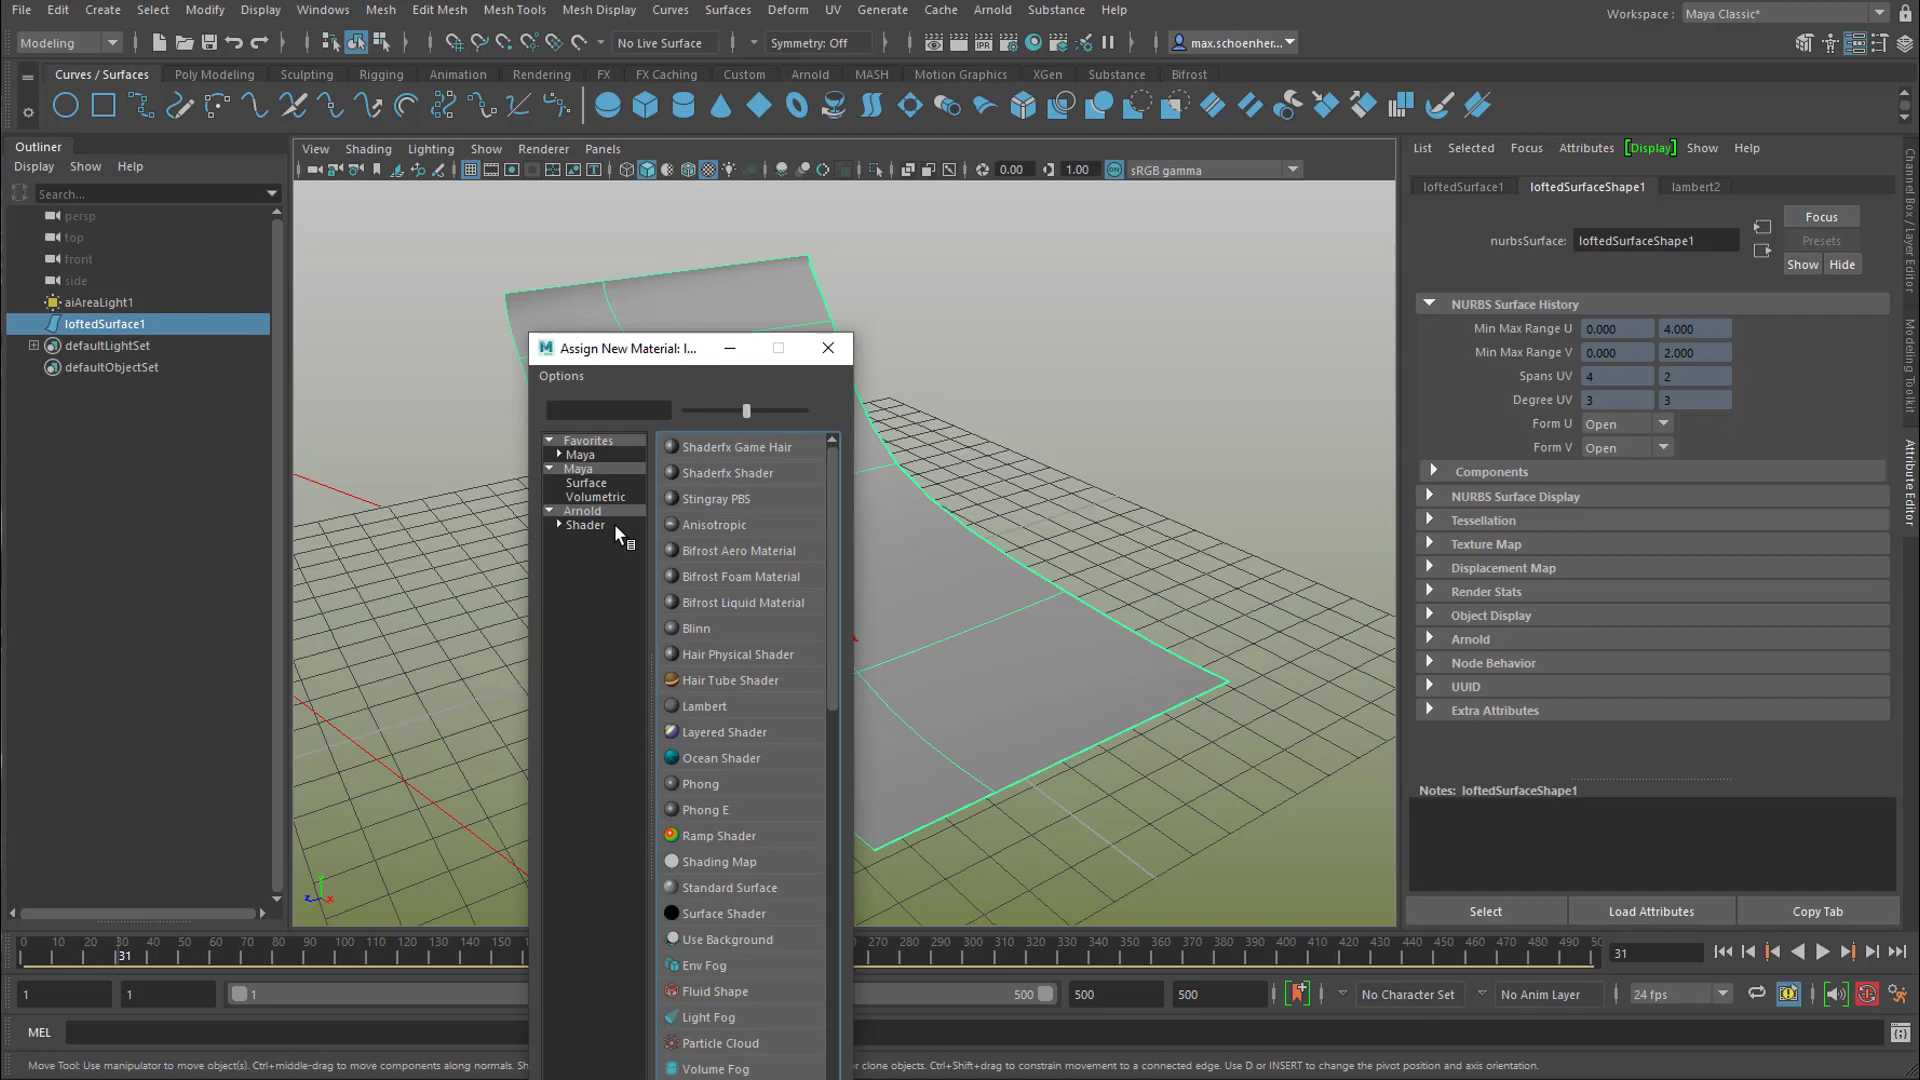 File Create Select Modify Display Windows Mesh Edit Mesh Mesh Tools Mesh Display Curves Surfaces Deform UV Generate Cache Arnold Substance Help
Workspace : Maya Classic*
Modeling No Live Surface Symmetry: Off max.schoenher...
Curves / Surfaces Poly Modeling Sculpting Rigging Animation Rendering FX FX Caching Custom Arnold MASH Motion Graphics XGen Substance Bifrost
IPR
Outliner
Display Show Help
Search...
persp
top
front
side
aiAreaLight1
loftedSurface1
defaultLightSet
defaultObjectSet
View Shading Lighting Show Renderer Panels
0.00 1.00 ON sRGB gamma
Assign New Material: l...
Options
Favorites
Maya
Maya
Surface
Volumetric
Arnold
Shader
Shaderfx Game Hair
Shaderfx Shader
Stingray PBS
Anisotropic
Bifrost Aero Material
Bifrost Foam Material
Bifrost Liquid Material
Blinn
Hair Physical Shader
Hair Tube Shader
Lambert
Layered Shader
Ocean Shader
Phong
Phong E
Ramp Shader
Shading Map
Standard Surface
Surface Shader
Use Background
Env Fog
Fluid Shape
Light Fog
Particle Cloud
Volume Fog
z x
List Selected Focus Attributes [Display] Show Help
loftedSurface1 loftedSurfaceShape1 lambert2
Focus
nurbsSurface: loftedSurfaceShape1 Presets
Show Hide
NURBS Surface History
Min Max Range U 0.000 4.000
Min Max Range V 0.000 2.000
Spans UV 4 2
Degree UV 3 3
Form U Open
Form V Open
Components
NURBS Surface Display
Tessellation
Texture Map
Displacement Map
Render Stats
Object Display
Arnold
Node Behavior
UUID
Extra Attributes
Notes: loftedSurfaceShape1
Select Load Attributes Copy Tab
Channel Box / Layer Editor
Modeling Toolkit
Attribute Editor
0 10 20 30 40 50 60 70 80 90 100 110 120 130 140 150 160 270 280 290 300 310 320 330 340 350 360 370 380 390 400 410 420 430 440 450 460 470 480 490 50
31 31
1 1 1 500 500 500 No Character Set No Anim Layer 24 fps
MEL
Move Tool: Use manipulator to move object(s). Ctrl+middle-drag to move components along normals. Sh or clone objects. Ctrl+Shift+drag to constrain movement to a connected edge. Use D or INSERT to change the pivot position and axis orientation.